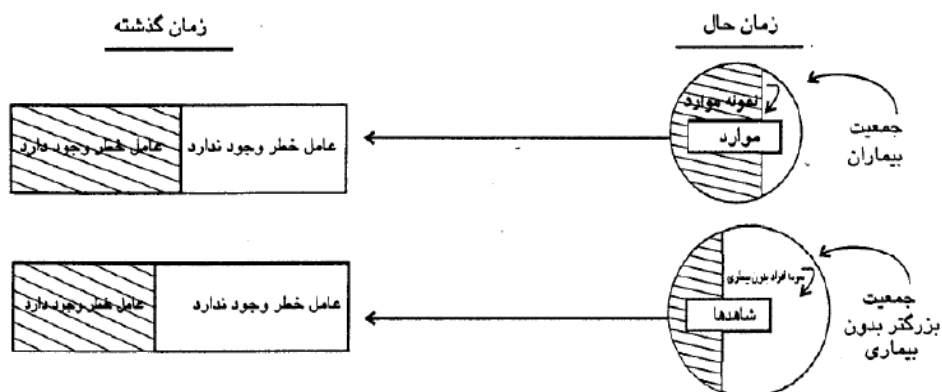 زمان حال
زمان گذشته
نمونه موارد
موارد
جمعیت
بیماران
عامل خطر وجود ندارد
عامل خطر وجود دارد
نمونه افراد بدون بیماری
شاهدها
جمعیت
بزرگتر بدون
بیماری
عامل خطر وجود ندارد
عامل خطر وجود دارد